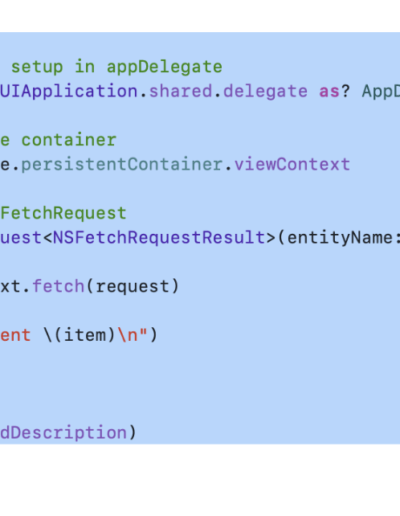 setup in appDelegate
UIApplication.shared.delegate as? AppD
e container
e.persistentContainer.viewContext
FetchRequest
uest<NSFetchRequestResult>(entityName:
xt.fetch(request)
ent \(item)\n")
dDescription)